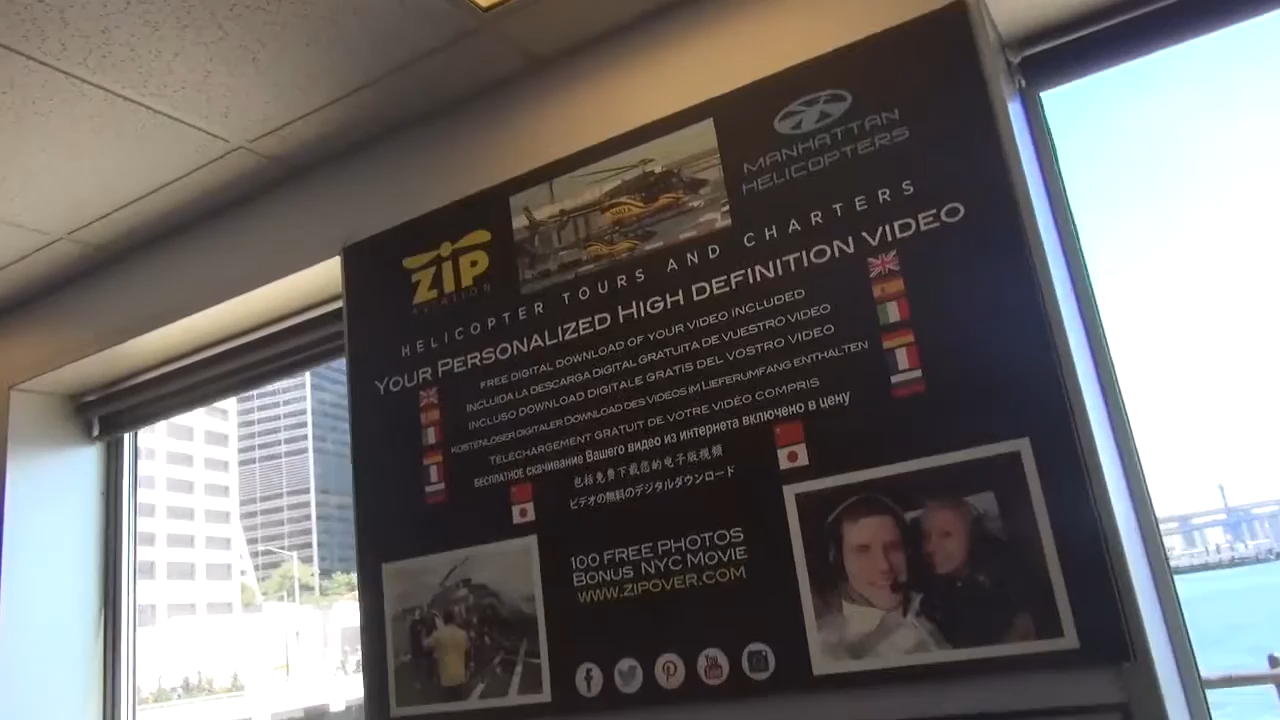 MANHATTAN
HELICOPTERS
ZIP
AVIATION
HELICOPTER TOURS AND CHARTERS
YOUR PERSONALIZED HIGH DEFINITION VIDEO
FREE DIGITAL DOWNLOAD OF YOUR VIDEO INCLUDED
INCLUIDA LA DESCARGA DIGITAL GRATUITA DE VUESTRO VIDEO
INCLUSO DOWNLOAD DIGITALE GRATIS DEL VOSTRO VIDEO
KOSTENLOSER DIGITALER DOWNLOAD DES VIDEOS IM LIEFERUMFANG ENTHALTEN
TÉLÉCHARGEMENT GRATUIT DE VOTRE VIDÉO COMPRIS
БЕСПЛАТНОЕ скачивание Вашего видео из интернета включено в цену
包括免费下载您的电子版视频
ビデオの無料のデジタルダウンロード
100 FREE PHOTOS
BONUS NYC MOVIE
WWW.ZIPOVER.COM
You Tube